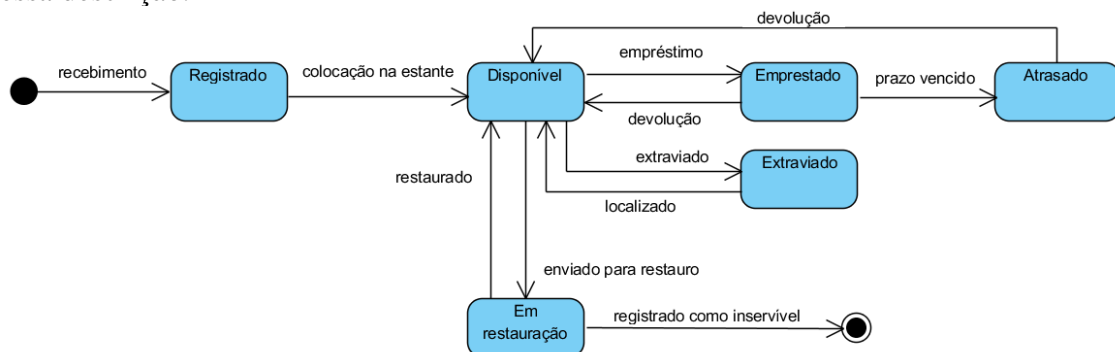 devolução
recebimento
Registrado
colocação na estante
Disponível
empréstimo
Emprestado
prazo vencido
Atrasado
devolução
extraviado
Extraviado
restaurado
localizado
enviado para restauro
Em
restauração
registrado como inservível